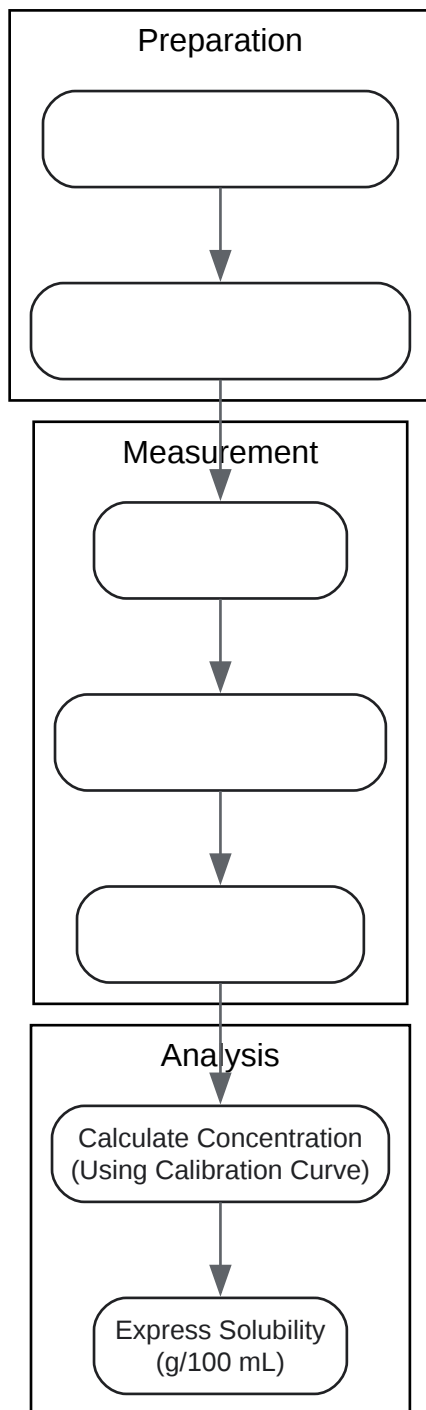 Preparation
Measurement
Analysis
Calculate Concentration
(Using Calibration Curve)
Express Solubility
(g/100 mL)